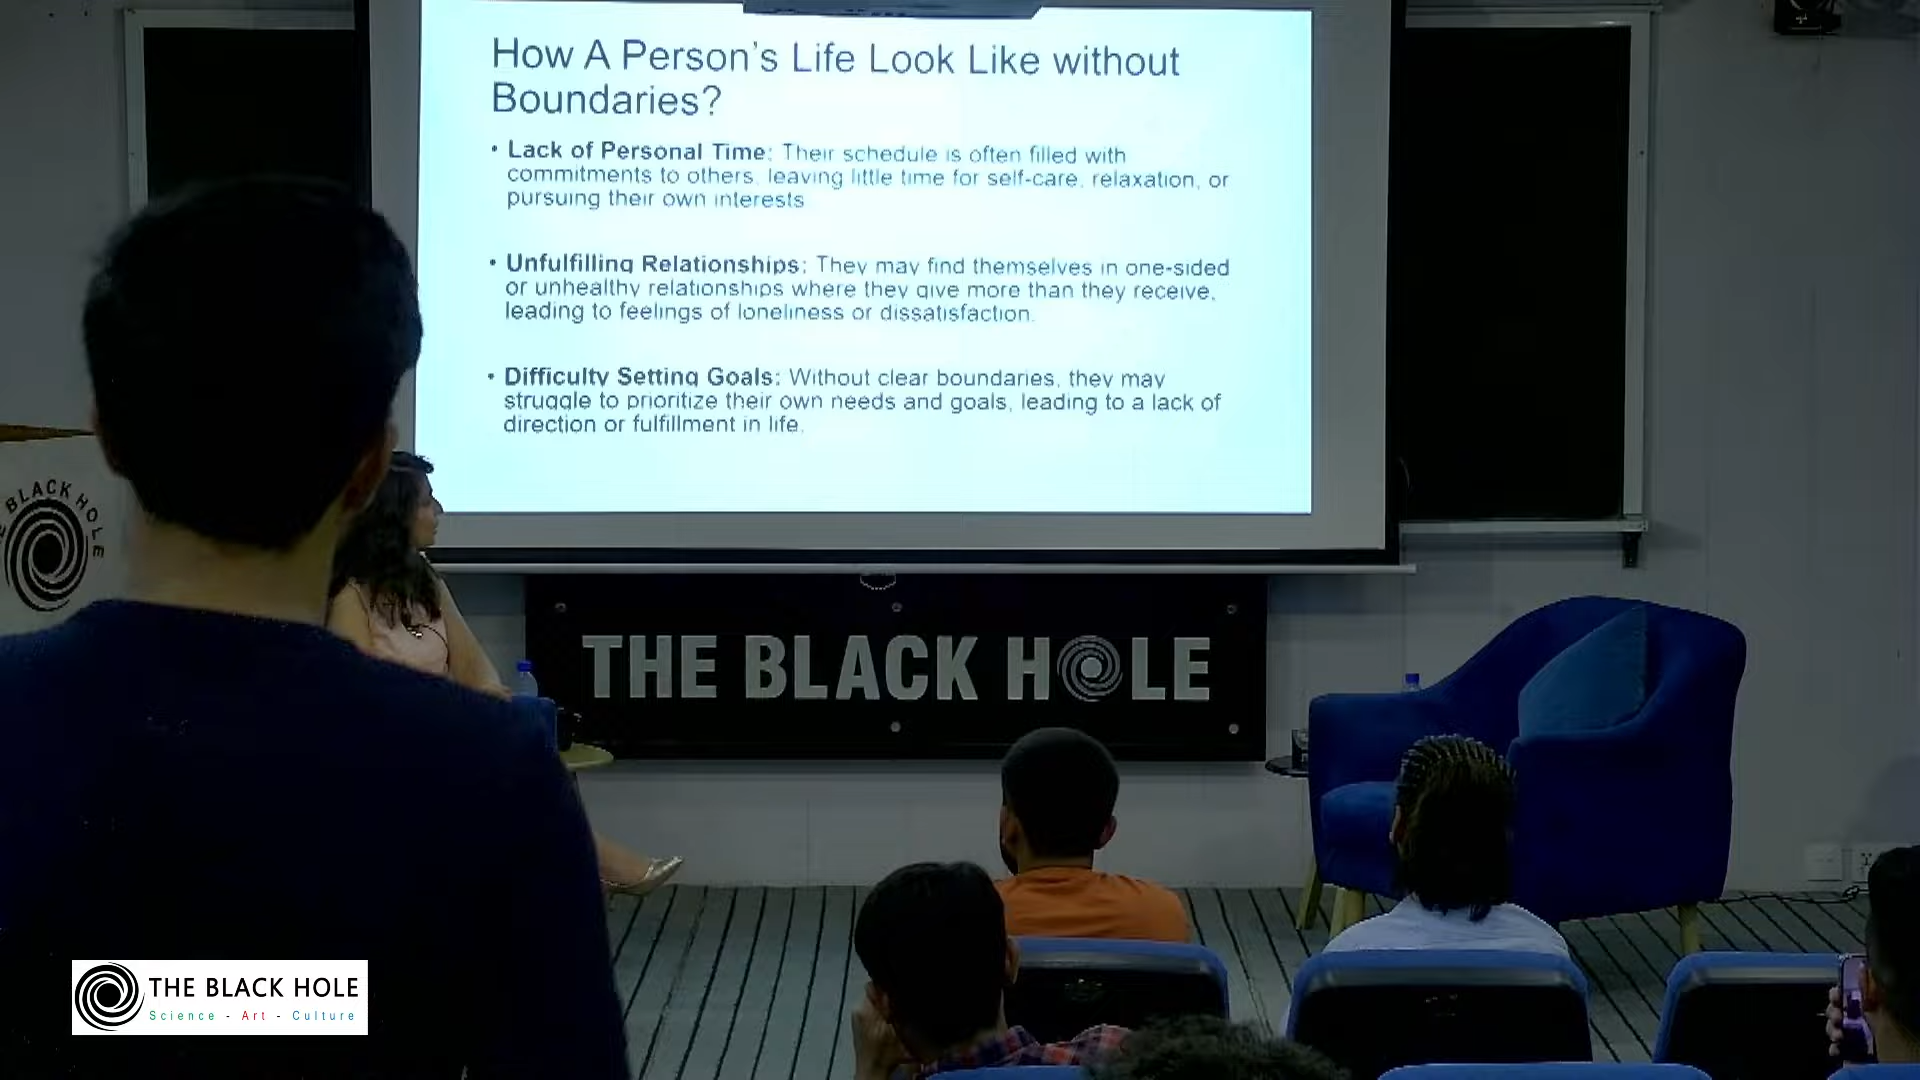 How A Person's Life Look Like without
Boundaries?
• Lack of Personal Time: Their schedule is often filled with
commitments to others, leaving little time for self-care, relaxation, or
pursuing their own interests
• Unfulfilling Relationships: They may find themselves in one-sided
or unhealthy relationships where they give more than they receive,
leading to feelings of loneliness or dissatisfaction.
• Difficulty Setting Goals: Without clear boundaries, they may
struggle to prioritize their own needs and goals, leading to a lack of
direction or fulfillment in life.
BLACK HOLE
THE BLACK HOLE
THE BLACK HOLE
Science - Art - Culture